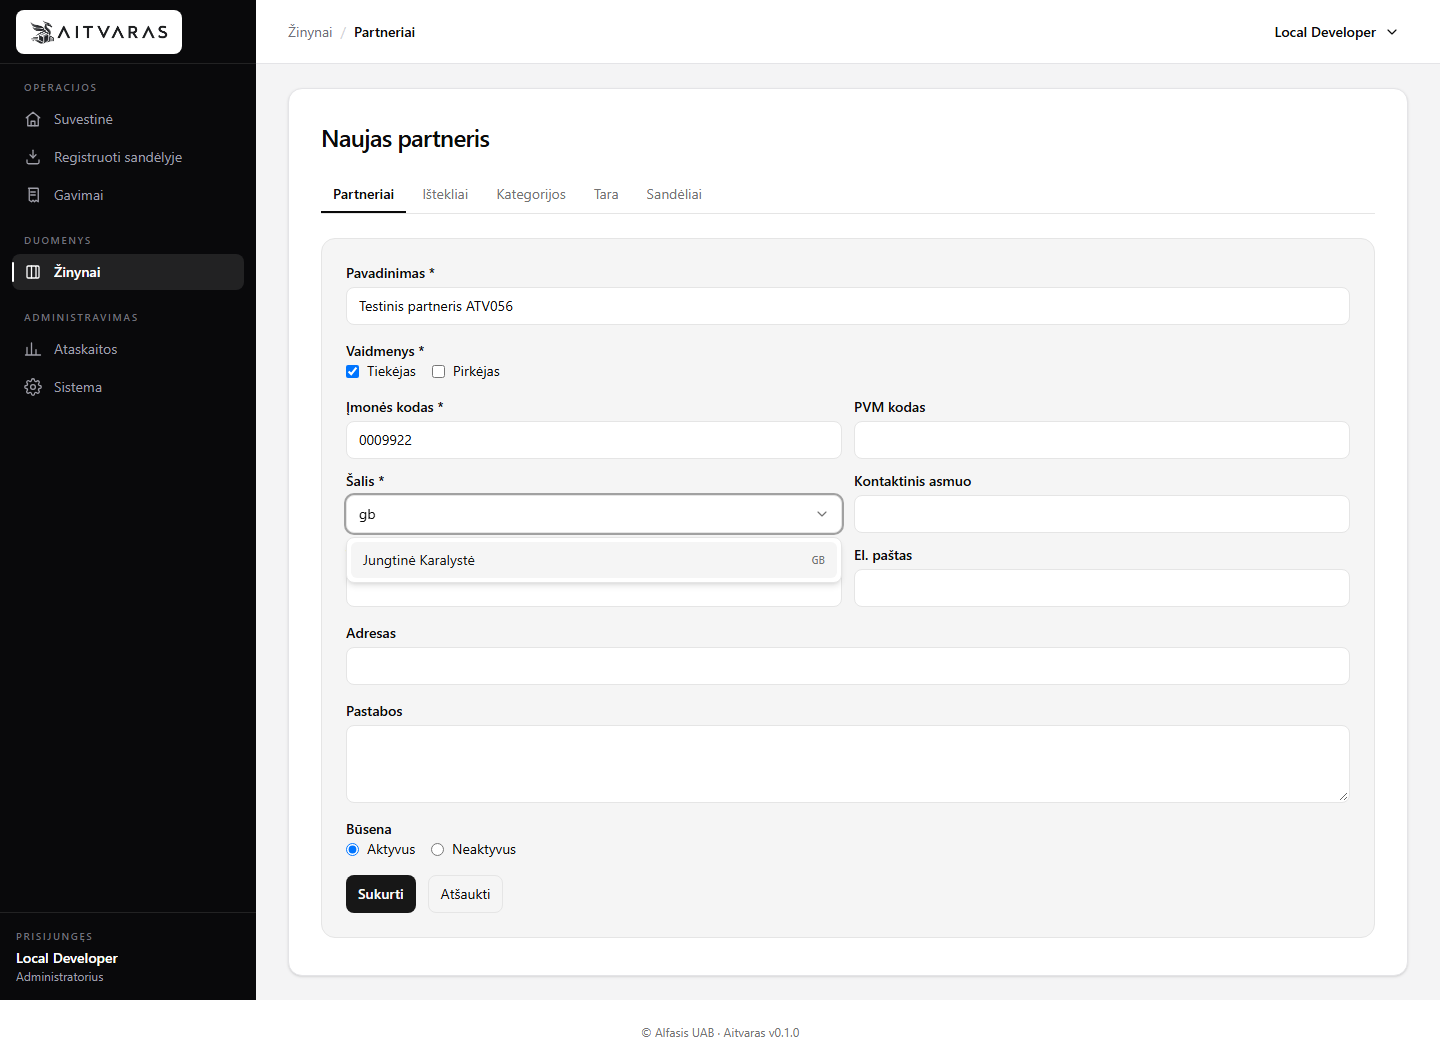 AITVARAS
Žinynai / Partneriai
Local Developer
OPERACIJOS
Suvestinė
Registruoti sandėlyje
Gavimai
DUOMENYS
Žinynai
ADMINISTRAVIMAS
Ataskaitos
Sistema
Naujas partneris
Partneriai Ištekliai Kategorijos Tara Sandėliai
Pavadinimas *
Testinis partneris ATV056
Vaidmenys *
Tiekėjas Pirkėjas
Įmonės kodas * PVM kodas
0009922
Šalis * Kontaktinis asmuo
gb
Jungtinė Karalystė GB
El. paštas
Adresas
Pastabos
Būsena
Aktyvus Neaktyvus
Sukurti Atšaukti
PRISIJUNGĘS
Local Developer
Administratorius
© Alfasis UAB · Aitvaras v0.1.0